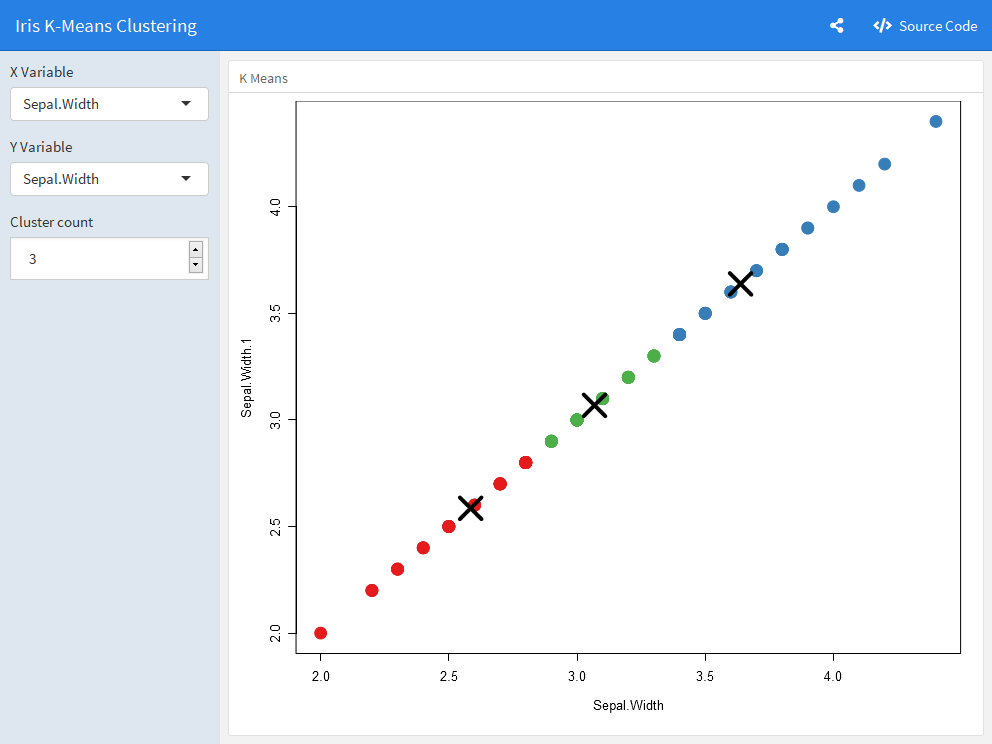 Iris K-Means Clustering
Source Code
X Variable
Sepal.Width
Y Variable
Sepal.Width
Cluster count
3
K Means
4.0
3.5
3.0
2.5
2.0
Sepal.Width.1
2.0 2.5 3.0 3.5 4.0
Sepal.Width